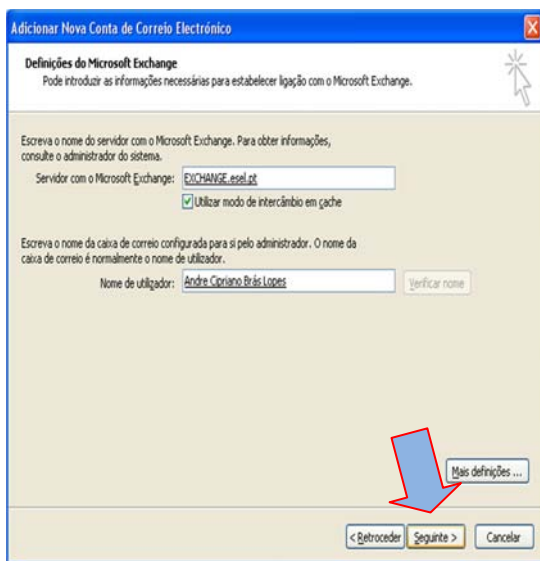 Adicionar Nova Conta de Correio Electrónico
Definições do Microsoft Exchange
Pode introduzir as informações necessárias para estabelecer ligação com o Microsoft Exchange.
Escreva o nome do servidor com o Microsoft Exchange. Para obter informações,
consulte o administrador do sistema.
Servidor com o Microsoft Exchange: EXCHANGE.esel.pt
Utilizar modo de intercâmbio em cache
Escreva o nome da caixa de correio configurada para si pelo administrador. O nome da
caixa de correio é normalmente o nome de utilizador.
Nome de utilizador: Andre Cipriano Brás Lopes Verificar nome
Mais definições ...
< Retroceder Seguinte > Cancelar